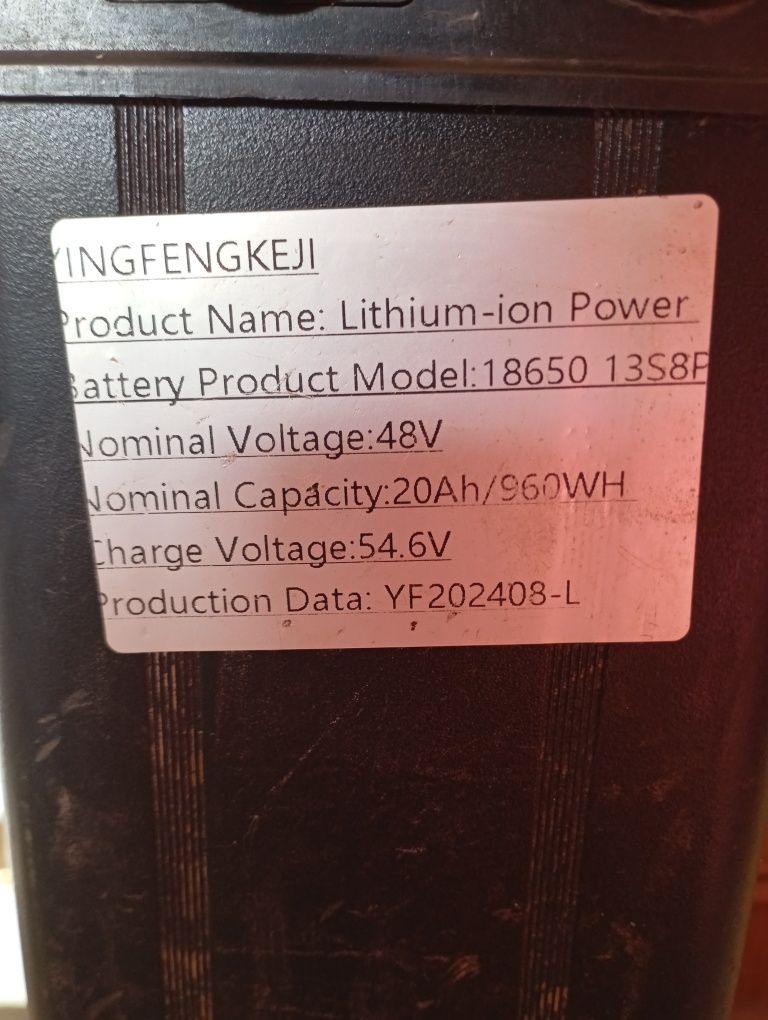 YINGFENGKEJI
Product Name: Lithium-ion Power
Battery Product Model:18650 13S8P
Nominal Voltage:48V
Nominal Capacity:20Ah/960WH
Charge Voltage:54.6V
Production Data: YF202408-L